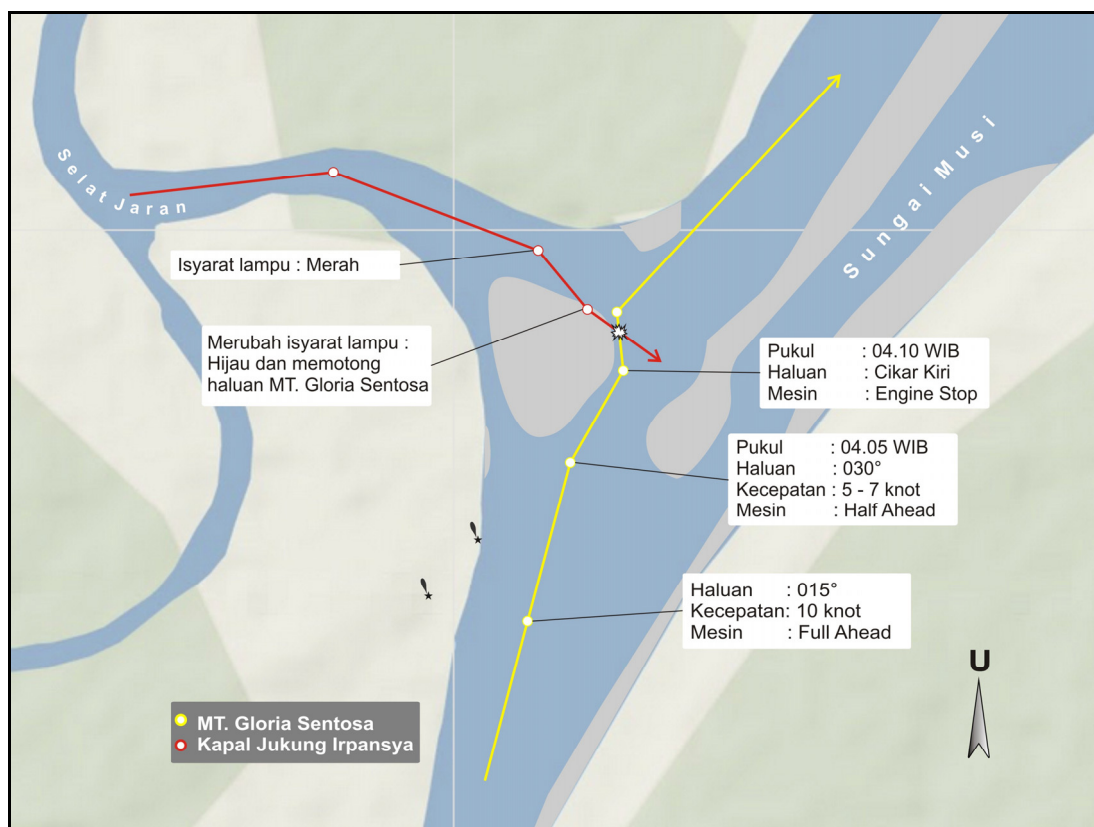 Selat Jaran
Sungai Musi
Isyarat lampu : Merah
Merubah isyarat lampu :
Hijau dan memotong
haluan MT. Gloria Sentosa
Pukul : 04.10 WIB
Haluan : Cikar Kiri
Mesin : Engine Stop
Pukul : 04.05 WIB
Haluan : 030°
Kecepatan : 5 - 7 knot
Mesin : Half Ahead
Haluan : 015°
Kecepatan: 10 knot
Mesin : Full Ahead
U
MT. Gloria Sentosa
Kapal Jukung Irpansya